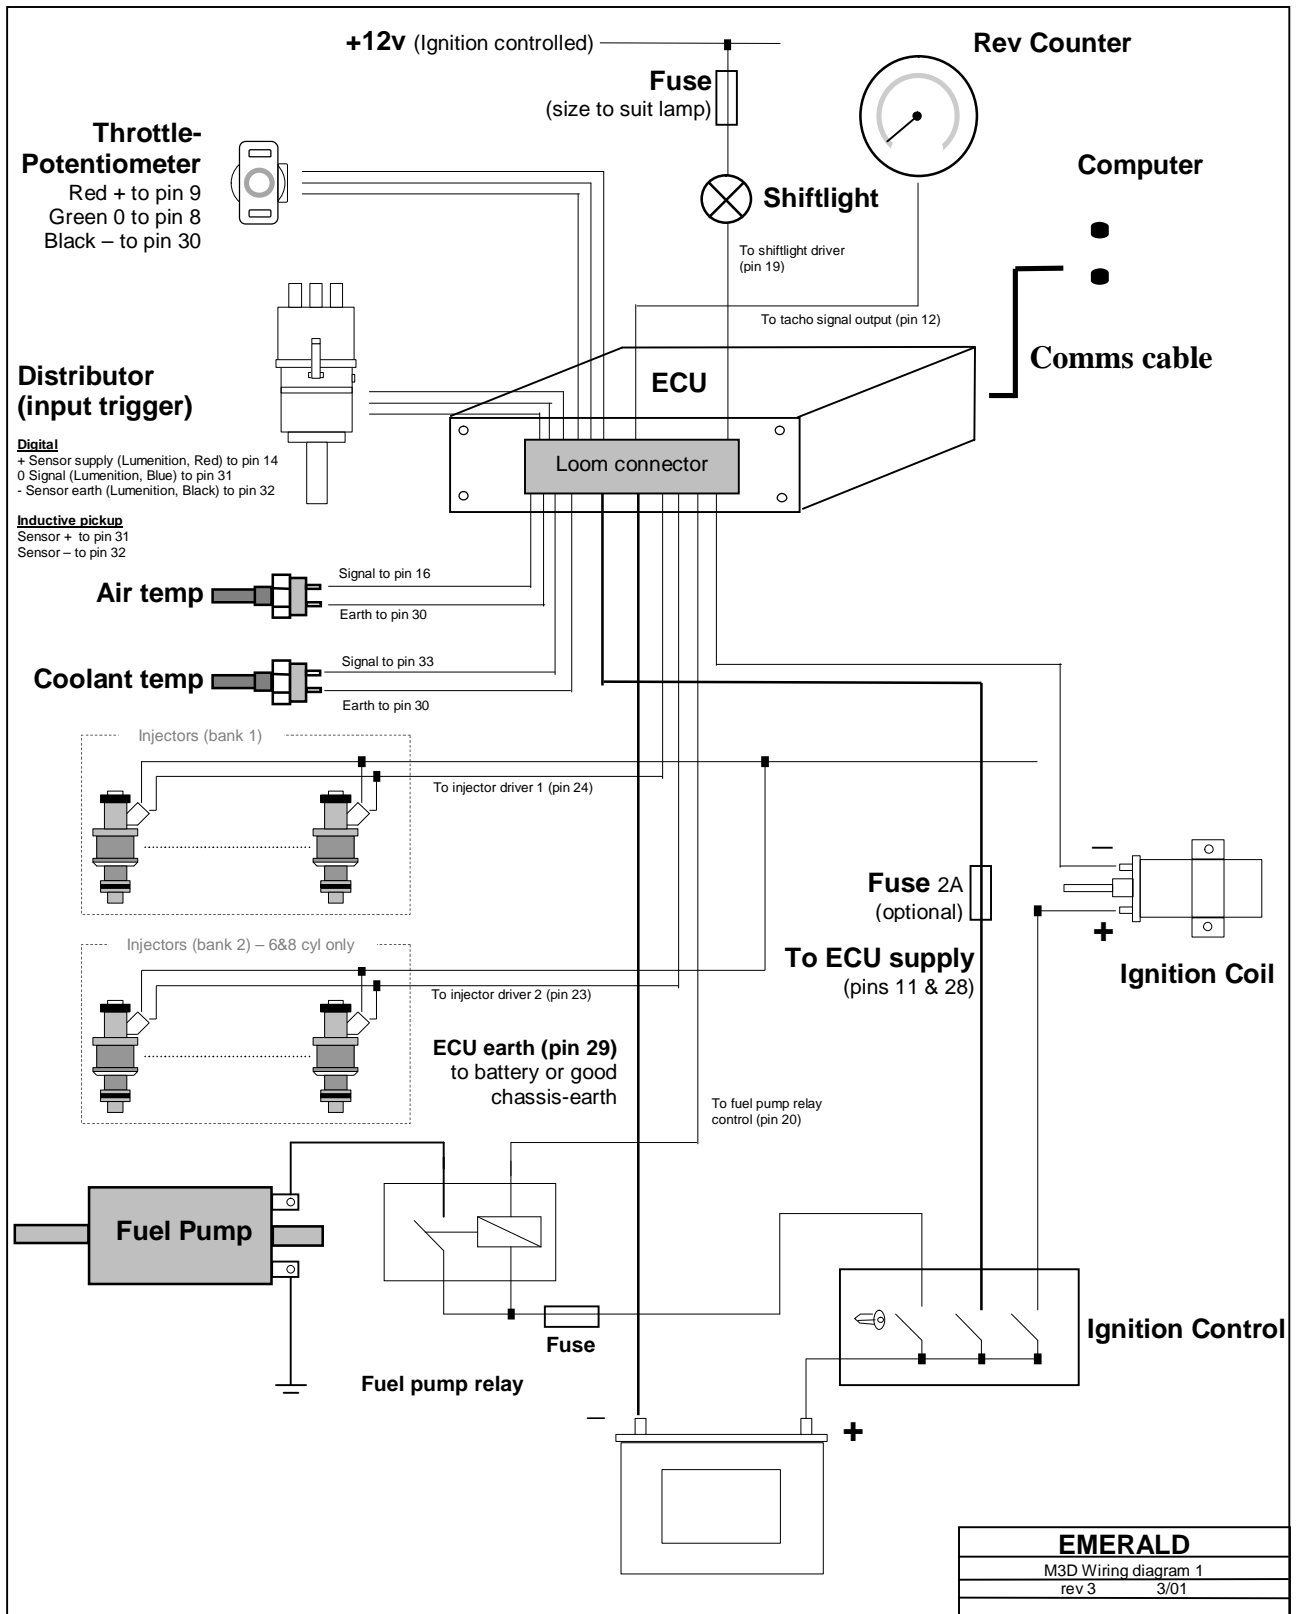 +12v (Ignition controlled)
Rev Counter
Fuse
(size to suit lamp)
Throttle-
Potentiometer
Red + to pin 9
Green 0 to pin 8
Black – to pin 30
Computer
Shiftlight
To shiftlight driver
(pin 19)
To tacho signal output (pin 12)
Comms cable
Distributor
(input trigger)
ECU
Digital
+ Sensor supply (Lumenition, Red) to pin 14
0 Signal (Lumenition, Blue) to pin 31
- Sensor earth (Lumenition, Black) to pin 32
Loom connector
Inductive pickup
Sensor + to pin 31
Sensor – to pin 32
Air temp
Signal to pin 16
Earth to pin 30
Coolant temp
Signal to pin 33
Earth to pin 30
Injectors (bank 1)
To injector driver 1 (pin 24)
–
Fuse 2A
(optional)
+
Injectors (bank 2) – 6&8 cyl only
To ECU supply
(pins 11 & 28)
Ignition Coil
To injector driver 2 (pin 23)
ECU earth (pin 29)
to battery or good
chassis-earth
To fuel pump relay
control (pin 20)
Fuel Pump
Ignition Control
Fuse
Fuel pump relay
–
+
EMERALD
M3D Wiring diagram 1
rev 3 3/01